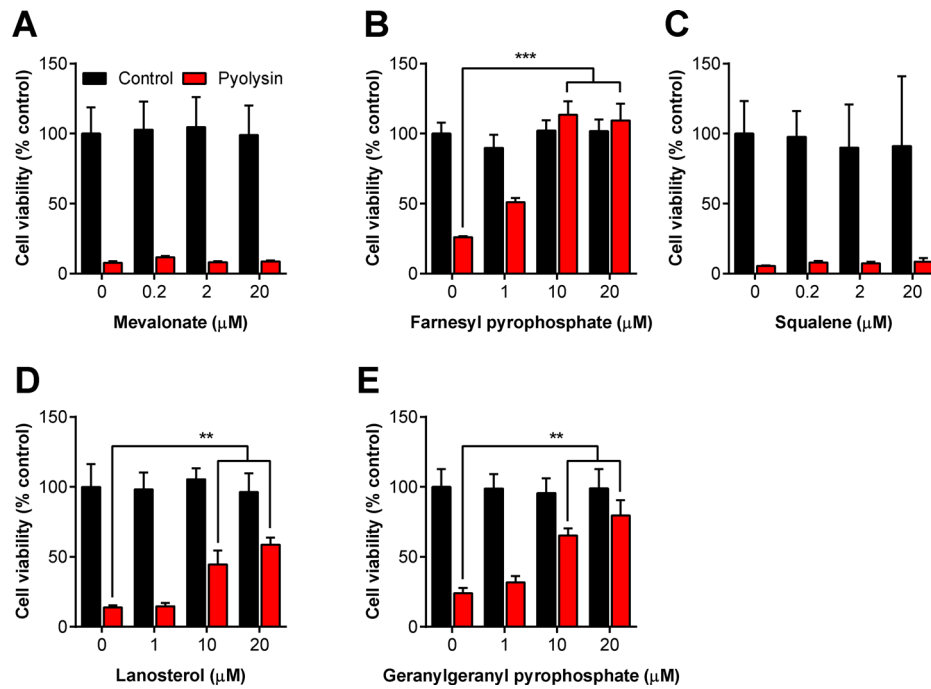 A
Cell viability (% control)
150
100
50
0
Control
Pyolysin
0 0.2 2 20
Mevalonate (μM)
B
Cell viability (% control)
150
100
50
0
***
0 1 10 20
Farnesyl pyrophosphate (μM)
C
Cell viability (% control)
150
100
50
0
0 0.2 2 20
Squalene (μM)
D
Cell viability (% control)
150
100
50
0
**
0 1 10 20
Lanosterol (μM)
E
Cell viability (% control)
150
100
50
0
**
0 1 10 20
Geranylgeranyl pyrophosphate (μM)